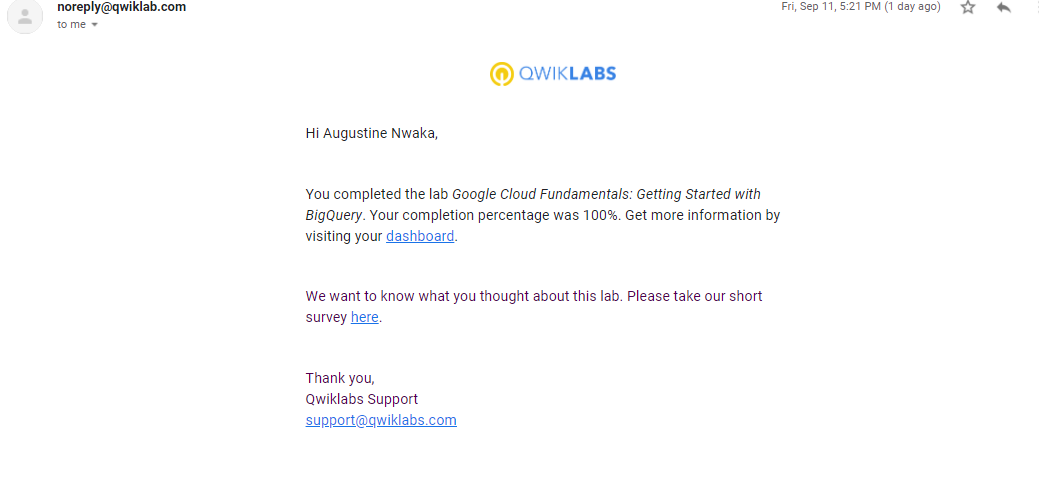 noreply@qwiklab.com
Fri, Sep 11, 5:21 PM (1 day ago)
to me
QWIKLABS
Hi Augustine Nwaka,
You completed the lab Google Cloud Fundamentals: Getting Started with
BigQuery. Your completion percentage was 100%. Get more information by
visiting your dashboard.
We want to know what you thought about this lab. Please take our short
survey here.
Thank you,
Qwiklabs Support
support@qwiklabs.com